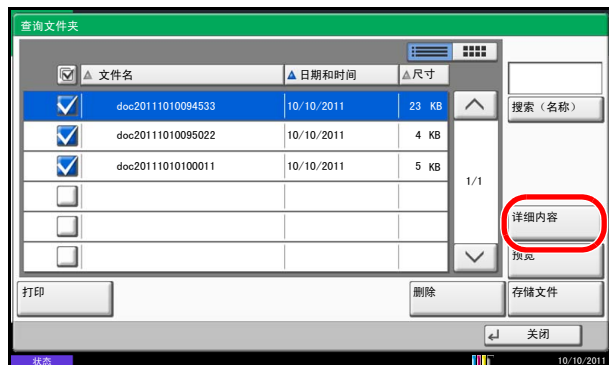 查询文件夹
文件名 日期和时间 尺寸
doc20111010094533 10/10/2011 23 KB
doc20111010095022 10/10/2011 4 KB
doc20111010100011 10/10/2011 5 KB
1/1
搜索（名称）
详细内容
预览
打印 删除 存储文件
关闭
状态 10/10/2011